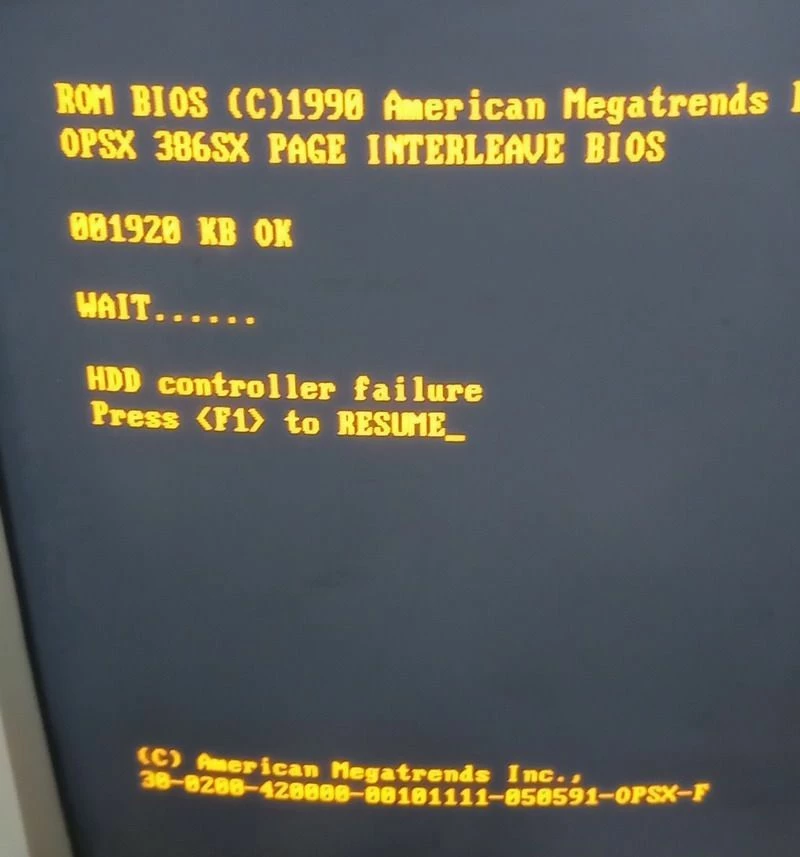 ROM BIOS (C)1990 American Megatrends
OPSX 386SX PAGE INTERLEAVE BIOS
001920 KB OK
WAIT......
HDD controller failure
Press <F1> to RESUME_
(C) American Megatrends Inc.,
30-0200-420000-00101111-050591-OPSX-F